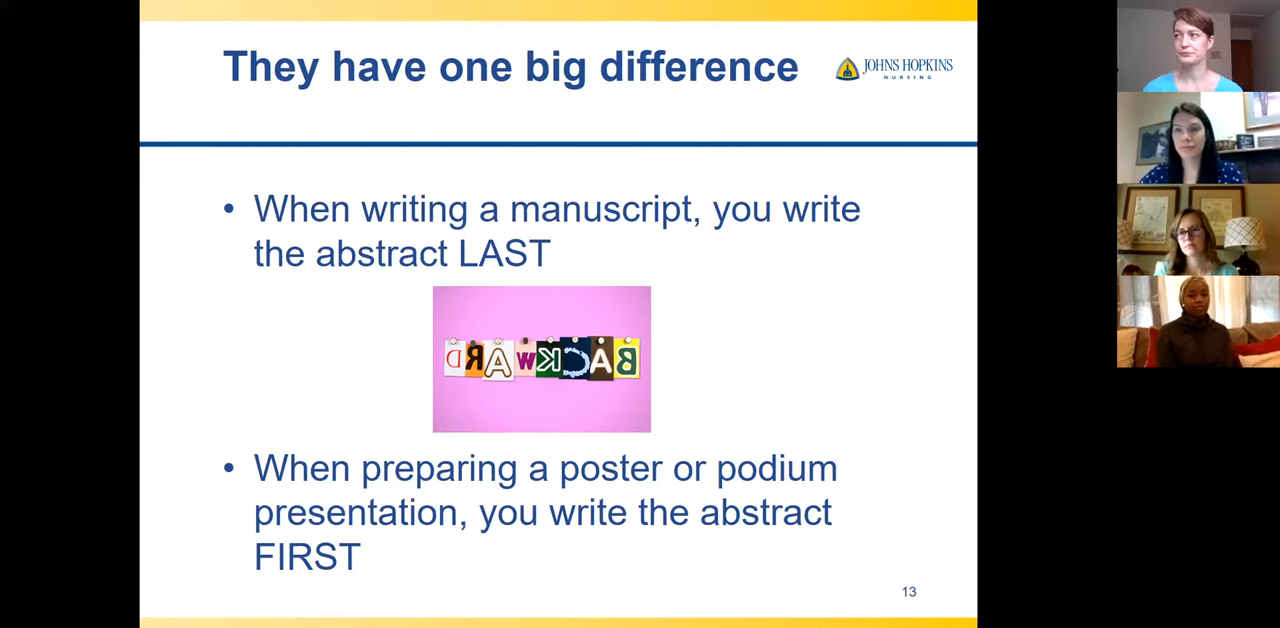 They have one big difference
JOHNS HOPKINS
NURSING
• When writing a manuscript, you write
the abstract LAST
BACKWARD
• When preparing a poster or podium
presentation, you write the abstract
FIRST
13